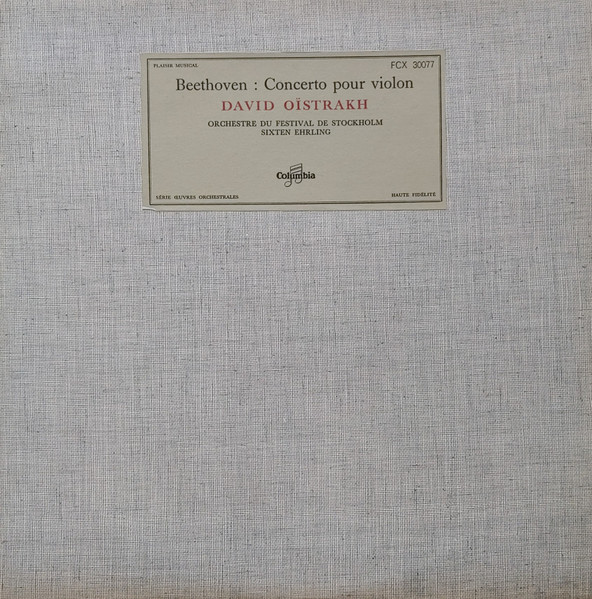 PLAISIR MUSICAL
FCX 30077
Beethoven : Concerto pour violon
DAVID OÏSTRAKH
ORCHESTRE DU FESTIVAL DE STOCKHOLM
SIXTEN EHRLING
Columbia
SÉRIE ŒUVRES ORCHESTRALES
HAUTE FIDÉLITÉ